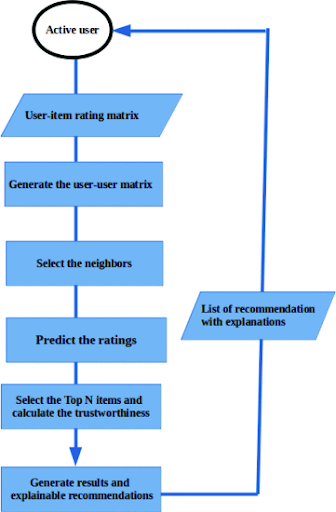 Active user
User-item rating matrix
Generate the user-user matrix
Select the neighbors
Predict the ratings
Select the Top N items and
calculate the trustworthiness
Generate results and
explainable recommendations
List of recommendation
with explanations